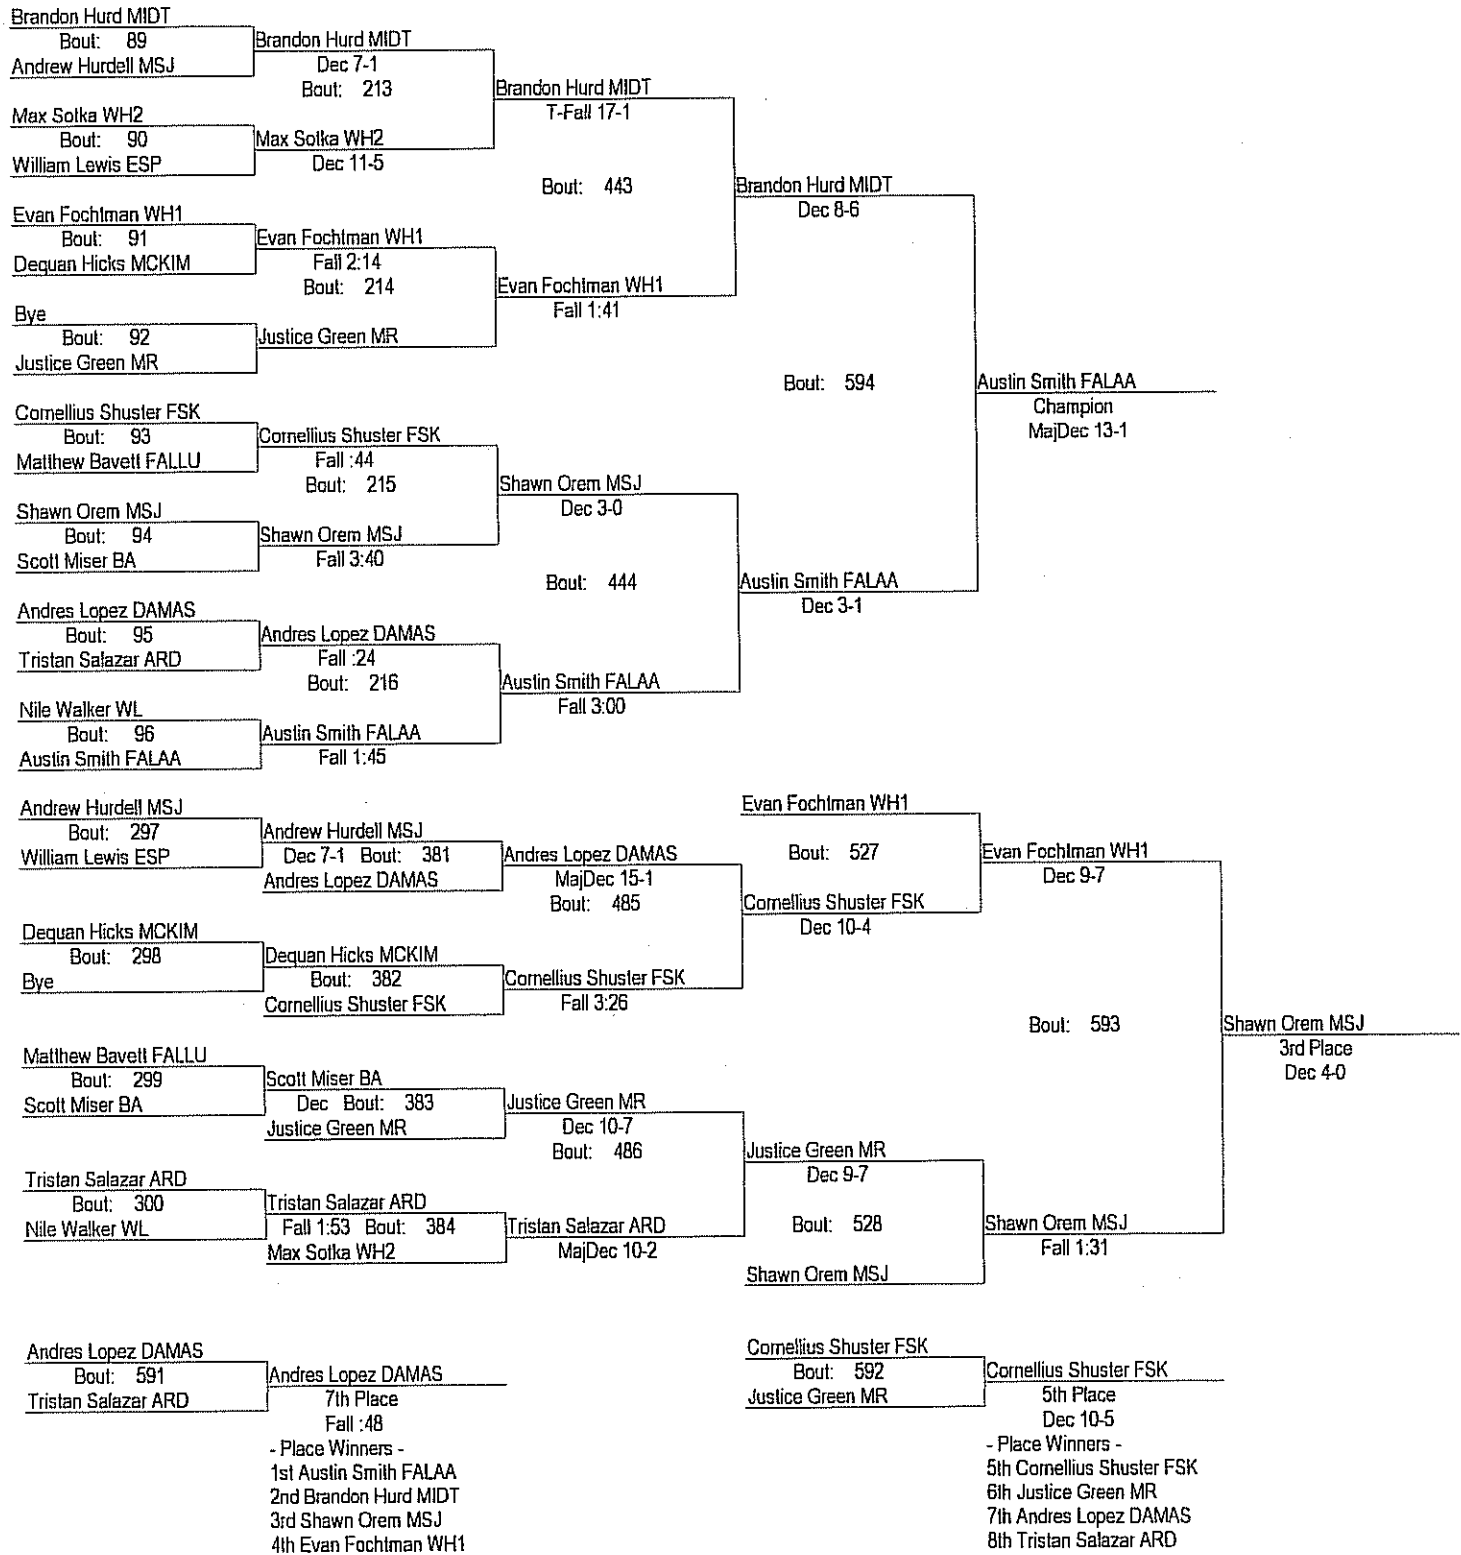 Brandon Hurd MIDT
Bout: 89
Andrew Hurdell MSJ
Brandon Hurd MIDT
Dec 7-1
Bout: 213
Max Sotka WH2
Bout: 90
William Lewis ESP
Max Sotka WH2
Dec 11-5
Brandon Hurd MIDT
T-Fall 17-1
Bout: 443
Evan Fochtman WH1
Bout: 91
Dequan Hicks MCKIM
Evan Fochtman WH1
Fall 2:14
Bout: 214
Bye
Bout: 92
Justice Green MR
Justice Green MR
Evan Fochtman WH1
Fall 1:41
Brandon Hurd MIDT
Dec 8-6
Bout: 594
Cornellius Shuster FSK
Bout: 93
Matthew Bavett FALLU
Cornellius Shuster FSK
Fall :44
Bout: 215
Shawn Orem MSJ
Bout: 94
Scott Miser BA
Shawn Orem MSJ
Fall 3:40
Shawn Orem MSJ
Dec 3-0
Bout: 444
Andres Lopez DAMAS
Bout: 95
Tristan Salazar ARD
Andres Lopez DAMAS
Fall :24
Bout: 216
Nile Walker WL
Bout: 96
Austin Smith FALAA
Austin Smith FALAA
Fall 1:45
Austin Smith FALAA
Fall 3:00
Austin Smith FALAA
Dec 3-1
Austin Smith FALAA
Champion
MajDec 13-1
Andrew Hurdell MSJ
Bout: 297
William Lewis ESP
Andrew Hurdell MSJ
Dec 7-1 Bout: 381
Andres Lopez DAMAS
Andres Lopez DAMAS
MajDec 15-1
Bout: 485
Dequan Hicks MCKIM
Bout: 298
Bye
Dequan Hicks MCKIM
Bout: 382
Cornellius Shuster FSK
Cornellius Shuster FSK
Fall 3:26
Evan Fochtman WH1
Bout: 527
Cornellius Shuster FSK
Dec 10-4
Evan Fochtman WH1
Dec 9-7
Bout: 593
Matthew Bavett FALLU
Bout: 299
Scott Miser BA
Scott Miser BA
Dec Bout: 383
Justice Green MR
Justice Green MR
Dec 10-7
Bout: 486
Tristan Salazar ARD
Bout: 300
Nile Walker WL
Tristan Salazar ARD
Fall 1:53 Bout: 384
Max Sotka WH2
Tristan Salazar ARD
MajDec 10-2
Justice Green MR
Dec 9-7
Bout: 528
Shawn Orem MSJ
Shawn Orem MSJ
Fall 1:31
Shawn Orem MSJ
3rd Place
Dec 4-0
Andres Lopez DAMAS
Bout: 591
Tristan Salazar ARD
Andres Lopez DAMAS
7th Place
Fall :48
- Place Winners -
1st Austin Smith FALAA
2nd Brandon Hurd MIDT
3rd Shawn Orem MSJ
4th Evan Fochtman WH1
Cornellius Shuster FSK
Bout: 592
Justice Green MR
Cornellius Shuster FSK
5th Place
Dec 10-5
- Place Winners -
5th Cornellius Shuster FSK
6th Justice Green MR
7th Andres Lopez DAMAS
8th Tristan Salazar ARD